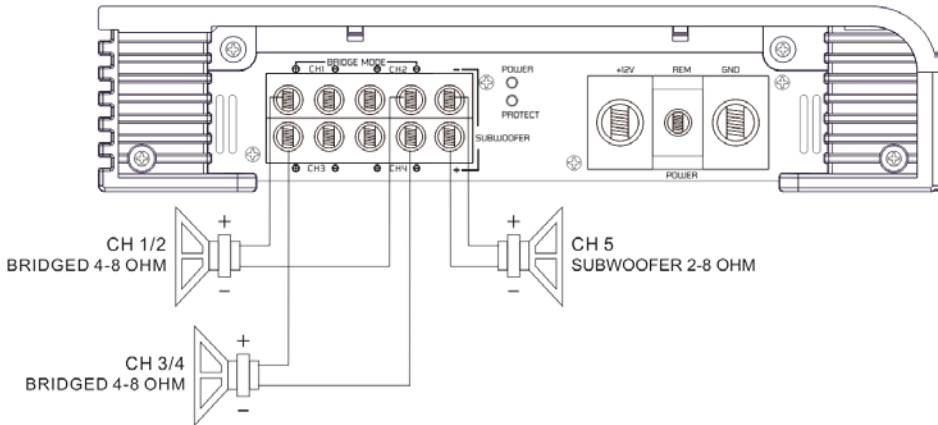 BRIDGE MODE
CH1 CH2 -
POWER
PROTECT
SUBWOOFER
CH3 CH4 +
+12V REM GND
POWER
+
CH 1/2
BRIDGED 4-8 OHM
-
+
CH 5
SUBWOOFER 2-8 OHM
-
+
CH 3/4
BRIDGED 4-8 OHM
-